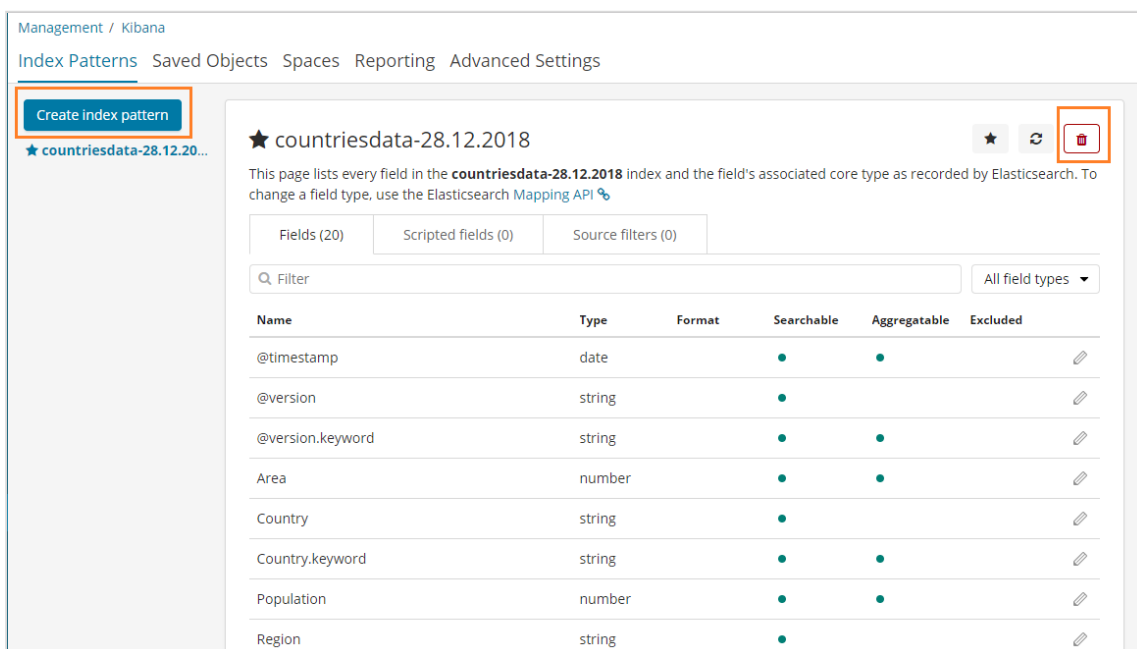 Management / Kibana
Index Patterns Saved Objects Spaces Reporting Advanced Settings
Create index pattern
countriesdata-28.12.20...
countriesdata-28.12.2018
This page lists every field in the countriesdata-28.12.2018 index and the field's associated core type as recorded by Elasticsearch. To
change a field type, use the Elasticsearch Mapping API
Fields (20) Scripted fields (0) Source filters (0)
Filter All field types
Name Type Format Searchable Aggregatable Excluded
@timestamp date
@version string
@version.keyword string
Area number
Country string
Country.keyword string
Population number
Region string